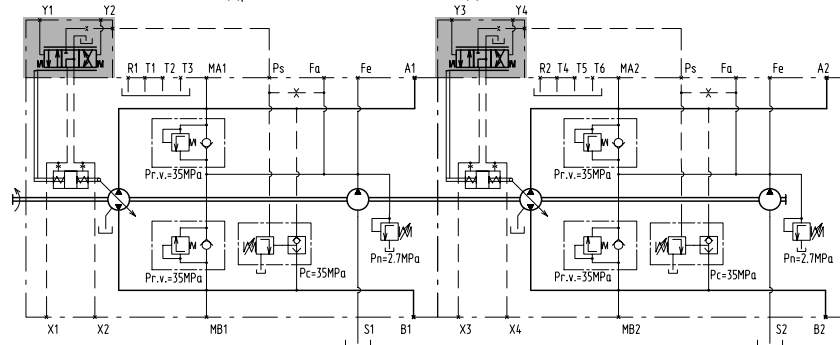 Y1 Y2 Y3 Y4
R1 T1 T2 T3 MA1 Ps Fa Fe A1 R2 T4 T5 T6 MA2 Ps Fa Fe A2
Pr.v.=35MPa Pr.v.=35MPa
Pr.v.=35MPa Pc=35MPa Pn=2.7MPa Pr.v.=35MPa Pc=35MPa Pn=2.7MPa
X1 X2 MB1 S1 B1 X3 X4 MB2 S2 B2